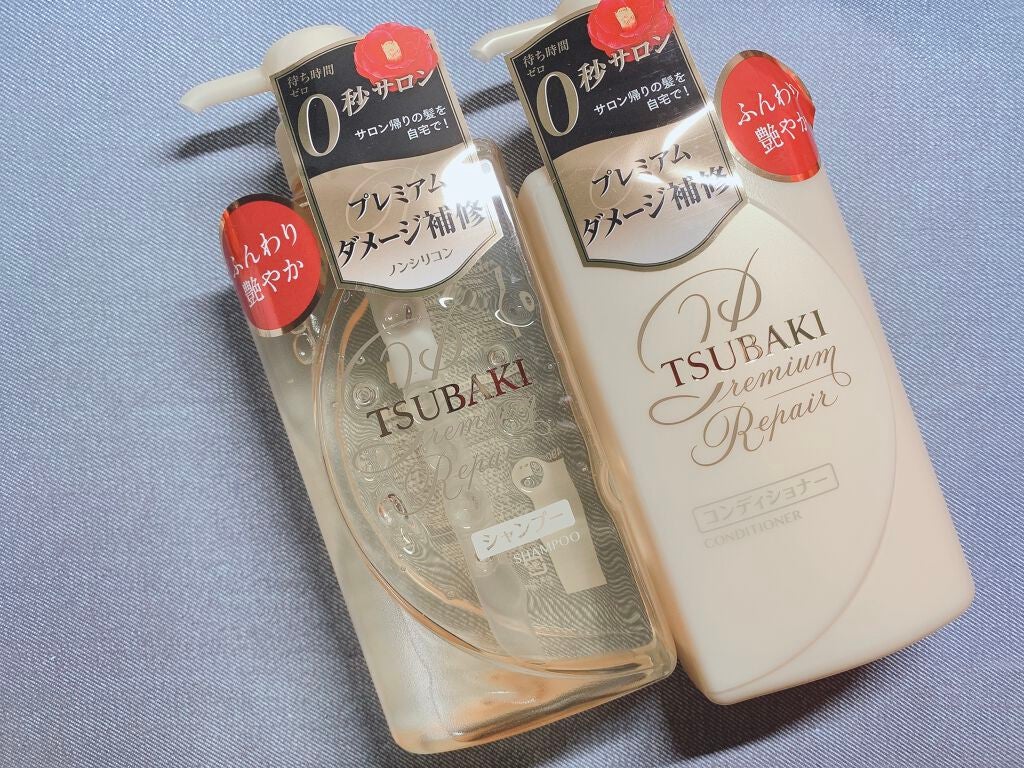 待ち時間
ゼロ
0秒サロン
サロン帰りの髪を
自宅で!
プレミアム
ダメージ補修
ノンシリコン
ふんわり
艶やか
TSUBAKI
Premium
Repair
シャンプー
SHAMPOO
待ち時間
ゼロ
0秒サロン
サロン帰りの髪を
自宅で!
プレミアム
ダメージ補修
ふんわり
艶やか
TSUBAKI
Premium
Repair
コンディショナー
CONDITIONER